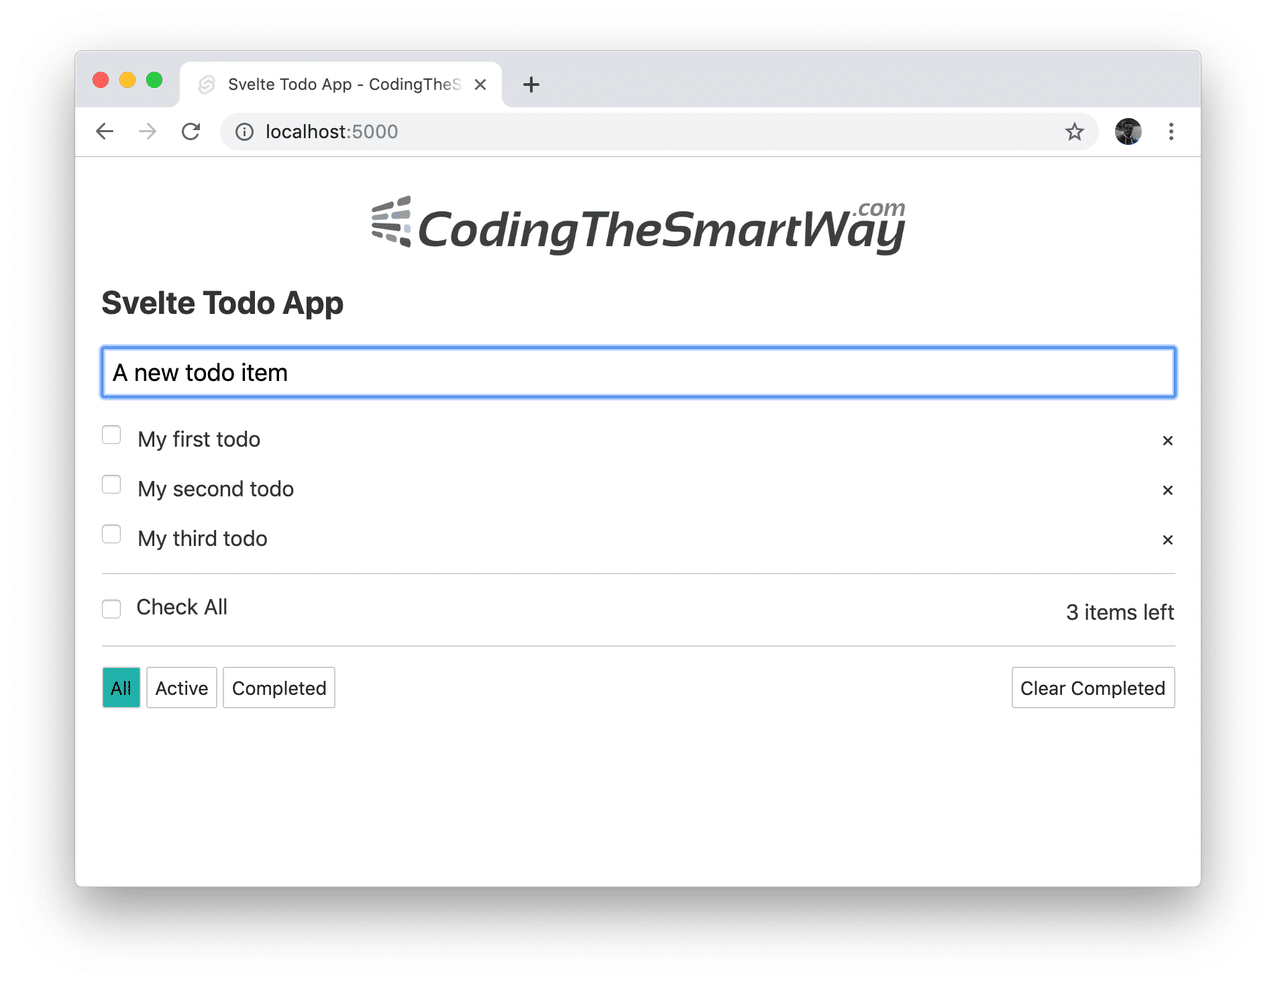 Svelte Todo App - CodingTheS
localhost:5000
CodingTheSmartWay.com
Svelte Todo App
A new todo item
My first todo ×
My second todo ×
My third todo ×
Check All 3 items left
All Active Completed Clear Completed